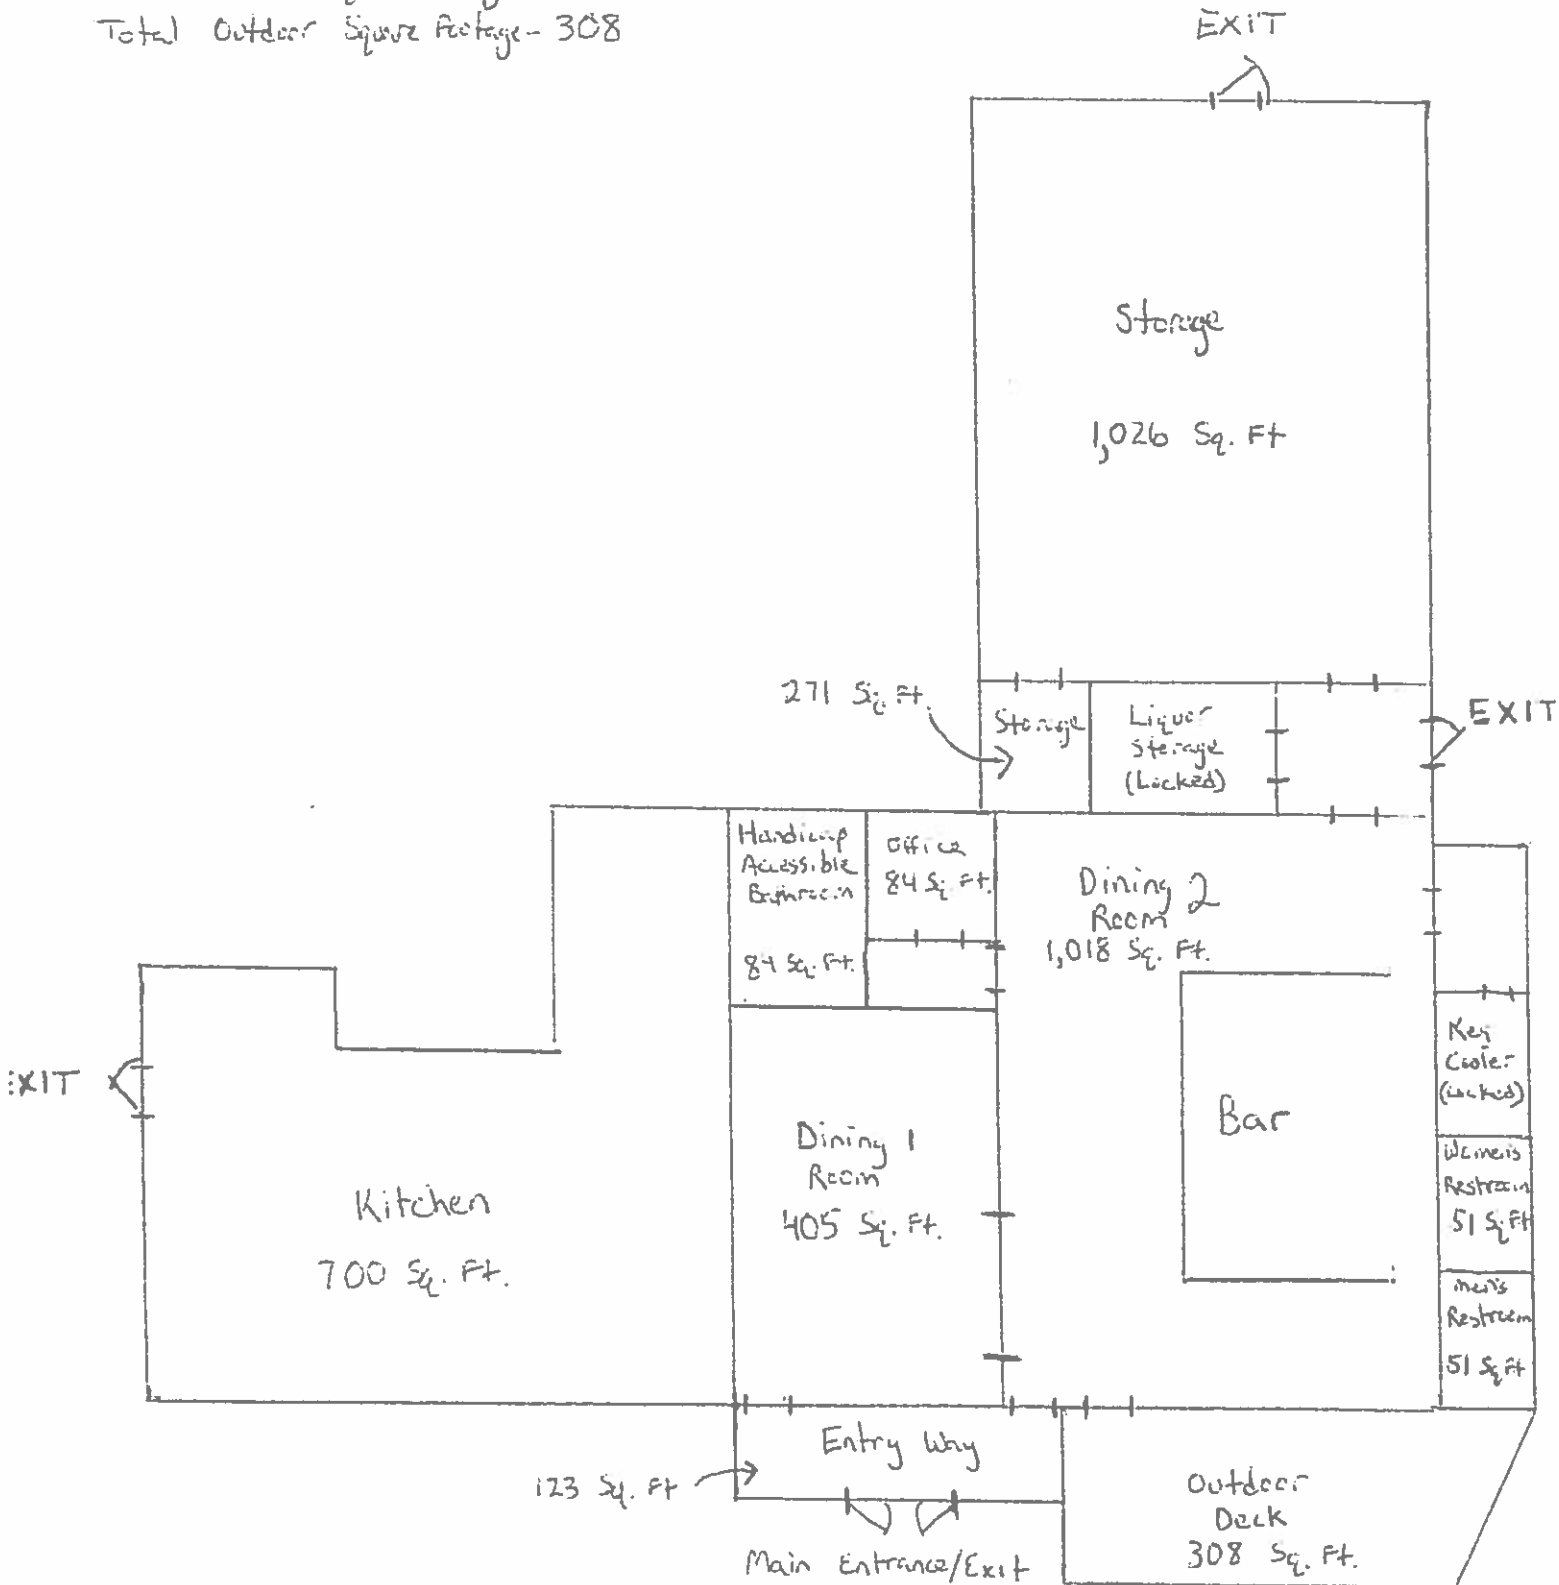 Total Outdoor Square Footage- 308
EXIT
Storage
1,026 Sq. Ft
271 Sq. Ft.
Storage
Liquor
Storage
(Locked)
EXIT
Handicap
Accessible
Bathroom
84 Sq. Ft.
Office
84 Sq. Ft.
Dining 2
Room
1,018 Sq. Ft.
Keg
Cooler
(Locked)
EXIT
Bar
Dining 1
Room
405 Sq. Ft.
Women's
Restroom
51 Sq Ft
Kitchen
700 Sq. Ft.
Men's
Restroom
51 Sq Ft
Entry Way
123 Sq. Ft
Outdoor
Deck
308 Sq. Ft.
Main Entrance/Exit